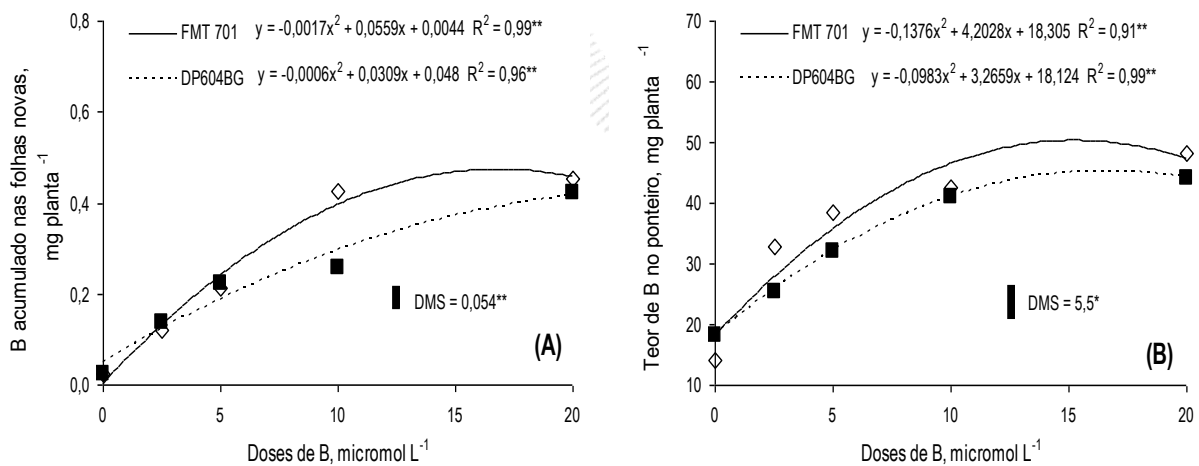 B acumulado nas folhas novas,
mg planta ⁻¹
0,8
0,6
0,4
0,2
0,0
FMT 701 y = -0,0017x² + 0,0559x + 0,0044 R² = 0,99**
DP604BG y = -0,0006x² + 0,0309x + 0,048 R² = 0,96**
DMS = 0,054**
(A)
0 5 10 15 20
Doses de B, micromol L⁻¹
Teor de B no ponteiro, mg planta ⁻¹
70
60
50
40
30
20
10
FMT 701 y = -0,1376x² + 4,2028x + 18,305 R² = 0,91**
DP604BG y = -0,0983x² + 3,2659x + 18,124 R² = 0,99**
DMS = 5,5*
(B)
0 5 10 15 20
Doses de B, micromol L⁻¹